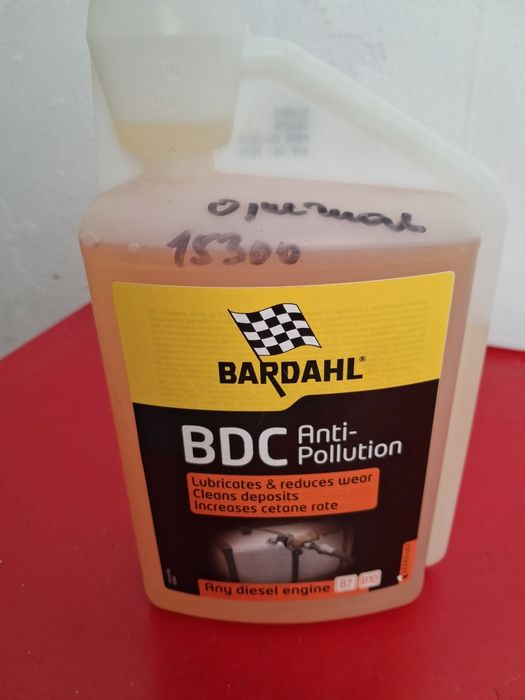 15300
BARDAHL®
BDC Anti-
Pollution
Lubricates & reduces wear
Cleans deposits
Increases cetane rate
Any diesel engine B7 B10